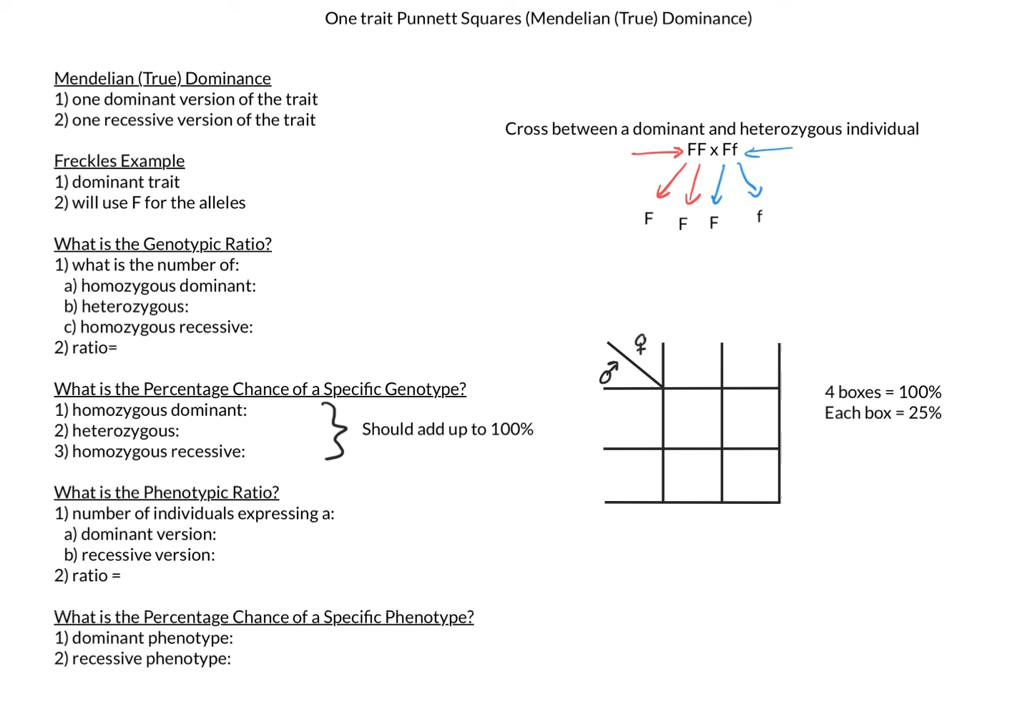 One trait Punnett Squares (Mendelian (True) Dominance)
Mendelian (True) Dominance
1) one dominant version of the trait
2) one recessive version of the trait
Freckles Example
1) dominant trait
2) will use F for the alleles
What is the Genotypic Ratio?
1) what is the number of:
a) homozygous dominant:
b) heterozygous:
c) homozygous recessive:
2) ratio=
What is the Percentage Chance of a Specific Genotype?
1) homozygous dominant:
2) heterozygous:
3) homozygous recessive:
Should add up to 100%
What is the Phenotypic Ratio?
1) number of individuals expressing a:
a) dominant version:
b) recessive version:
2) ratio =
What is the Percentage Chance of a Specific Phenotype?
1) dominant phenotype:
2) recessive phenotype:
Cross between a dominant and heterozygous individual
FF x Ff
F F F f
♀
♂
4 boxes = 100%
Each box = 25%